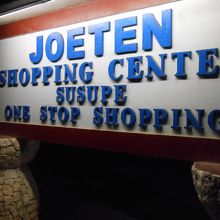 JOETEN
SHOPPING CENTE
SUSUPE
ONE STOP SHOPPING